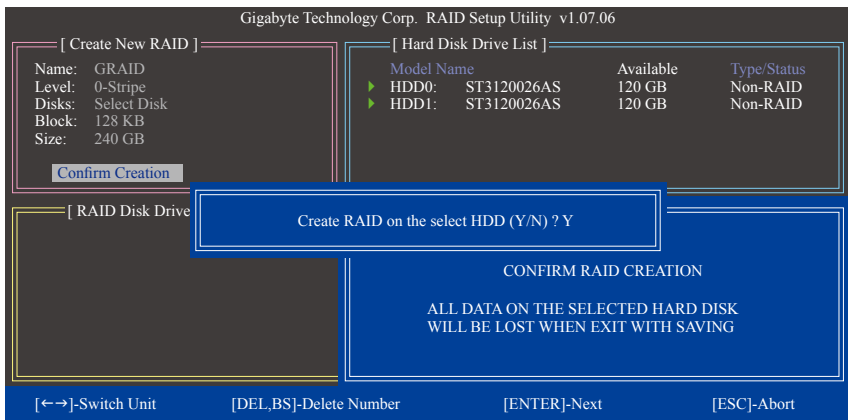 Gigabyte Technology Corp. RAID Setup Utility v1.07.06
[ Create New RAID ]
Name: GRAID
Level: 0-Stripe
Disks: Select Disk
Block: 128 KB
Size: 240 GB
Confirm Creation
[ Hard Disk Drive List ]
Model Name Available Type/Status
HDD0: ST3120026AS 120 GB Non-RAID
HDD1: ST3120026AS 120 GB Non-RAID
[ RAID Disk Drive
Create RAID on the select HDD (Y/N) ? Y
CONFIRM RAID CREATION
ALL DATA ON THE SELECTED HARD DISK
WILL BE LOST WHEN EXIT WITH SAVING
[←→]-Switch Unit [DEL,BS]-Delete Number [ENTER]-Next [ESC]-Abort